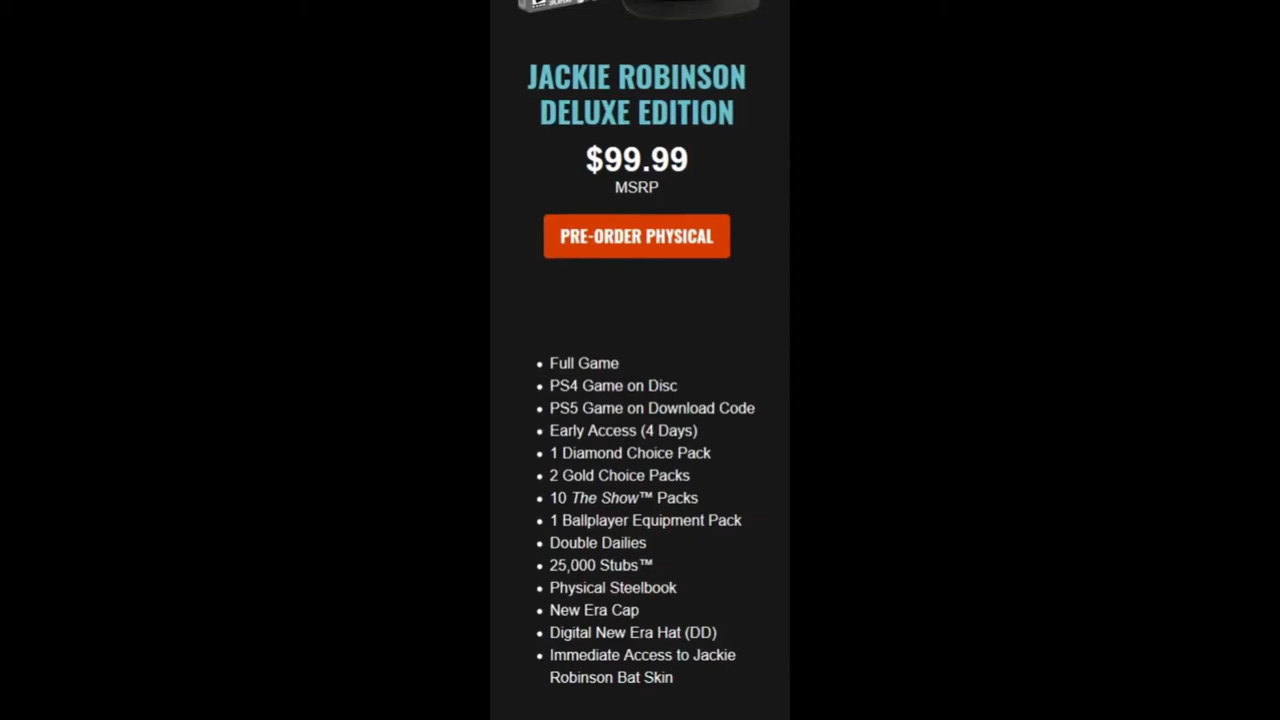 JACKIE ROBINSON
DELUXE EDITION
$99.99
MSRP
PRE-ORDER PHYSICAL
• Full Game
• PS4 Game on Disc
• PS5 Game on Download Code
• Early Access (4 Days)
• 1 Diamond Choice Pack
• 2 Gold Choice Packs
• 10 The Show™ Packs
• 1 Ballplayer Equipment Pack
• Double Dailies
• 25,000 Stubs™
• Physical Steelbook
• New Era Cap
• Digital New Era Hat (DD)
• Immediate Access to Jackie
Robinson Bat Skin